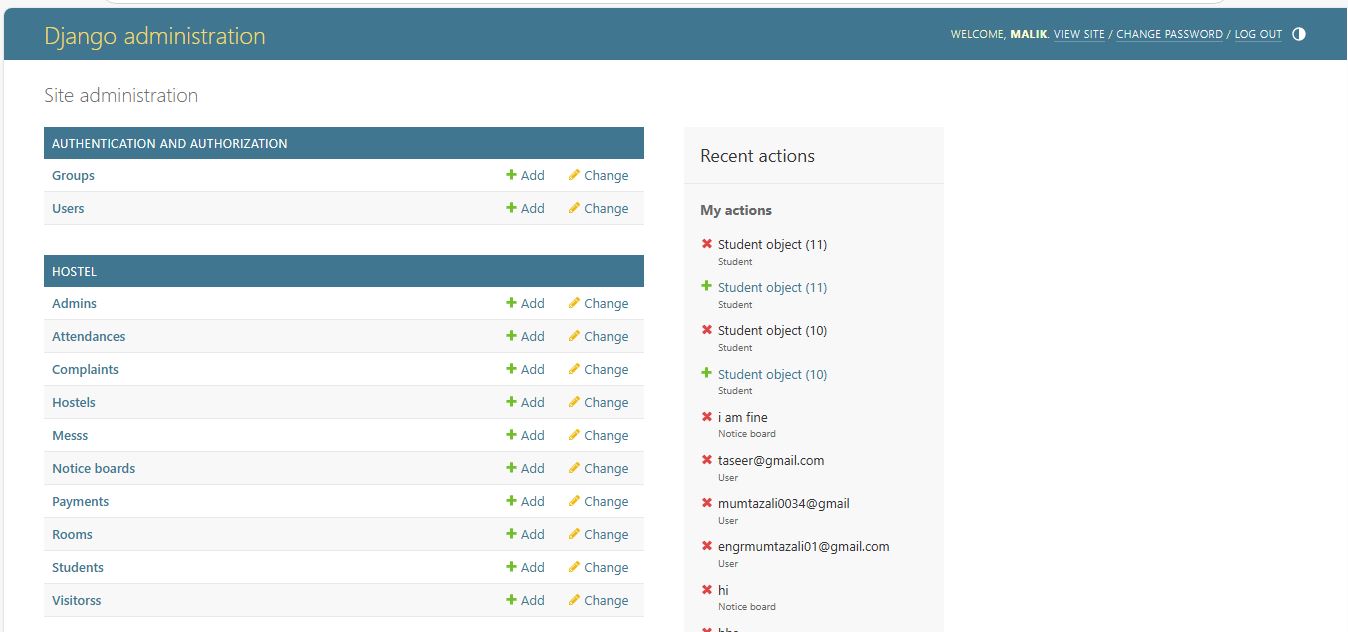 Django administration
WELCOME, MALIK. VIEW SITE / CHANGE PASSWORD / LOG OUT
Site administration
AUTHENTICATION AND AUTHORIZATION
Groups Add Change
Users Add Change
HOSTEL
Admins Add Change
Attendances Add Change
Complaints Add Change
Hostels Add Change
Messs Add Change
Notice boards Add Change
Payments Add Change
Rooms Add Change
Students Add Change
Visitorss Add Change
Recent actions
My actions
Student object (11)
Student
Student object (11)
Student
Student object (10)
Student
Student object (10)
Student
i am fine
Notice board
taseer@gmail.com
User
mumtazali0034@gmail
User
engrmumtazali01@gmail.com
User
hi
Notice board